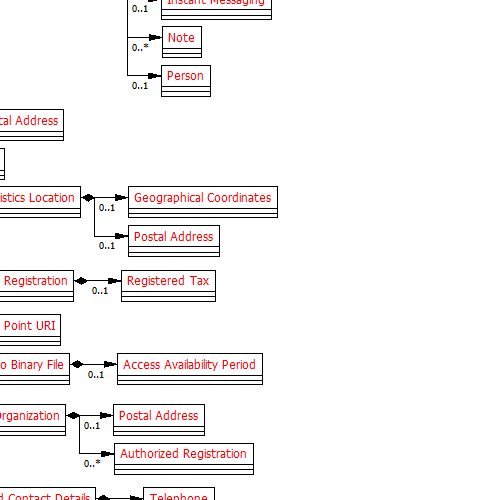 Instant Messaging
0..1
Note
0..*
Person
0..1
Address
Location
Geographical Coordinates
0..1
Postal Address
0..1
Registration
Registered Tax
0..1
Point URI
Binary File
Access Availability Period
0..1
Organization
Postal Address
0..1
Authorized Registration
0..*
Contact Details
Telephone